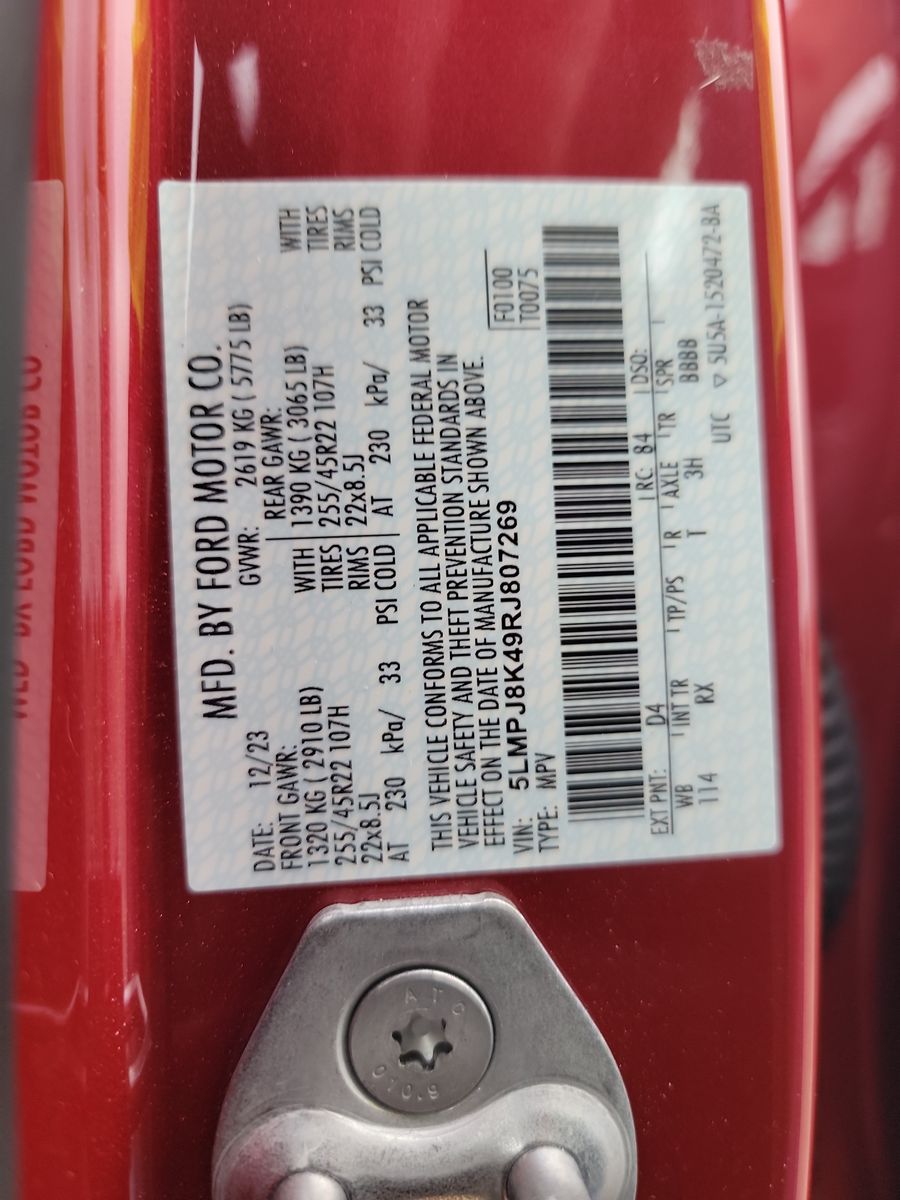 MFD. BY FORD MOTOR CO.
DATE: 12/23 GVWR: 2619 KG ( 5775 LB)
FRONT GAWR: REAR GAWR:
1320 KG ( 2910 LB) WITH 1390 KG ( 3065 LB) WITH
255/45R22 107H TIRES 255/45R22 107H TIRES
22x8.5J RIMS 22x8.5J RIMS
AT 230 kPa/ 33 PSI COLD AT 230 kPa/ 33 PSI COLD
THIS VEHICLE CONFORMS TO ALL APPLICABLE FEDERAL MOTOR
VEHICLE SAFETY AND THEFT PREVENTION STANDARDS IN
EFFECT ON THE DATE OF MANUFACTURE SHOWN ABOVE.
VIN: 5LMPJ8K49RJ807269 F0100
TYPE: MPV T0075
EXT PNT: D4 RC: 84 DSO:
WB INT TR TP/PS R AXLE TR SPR
114 RX T 3H BBBB
UTC ▽ 5U5A-1520472-BA
ATC